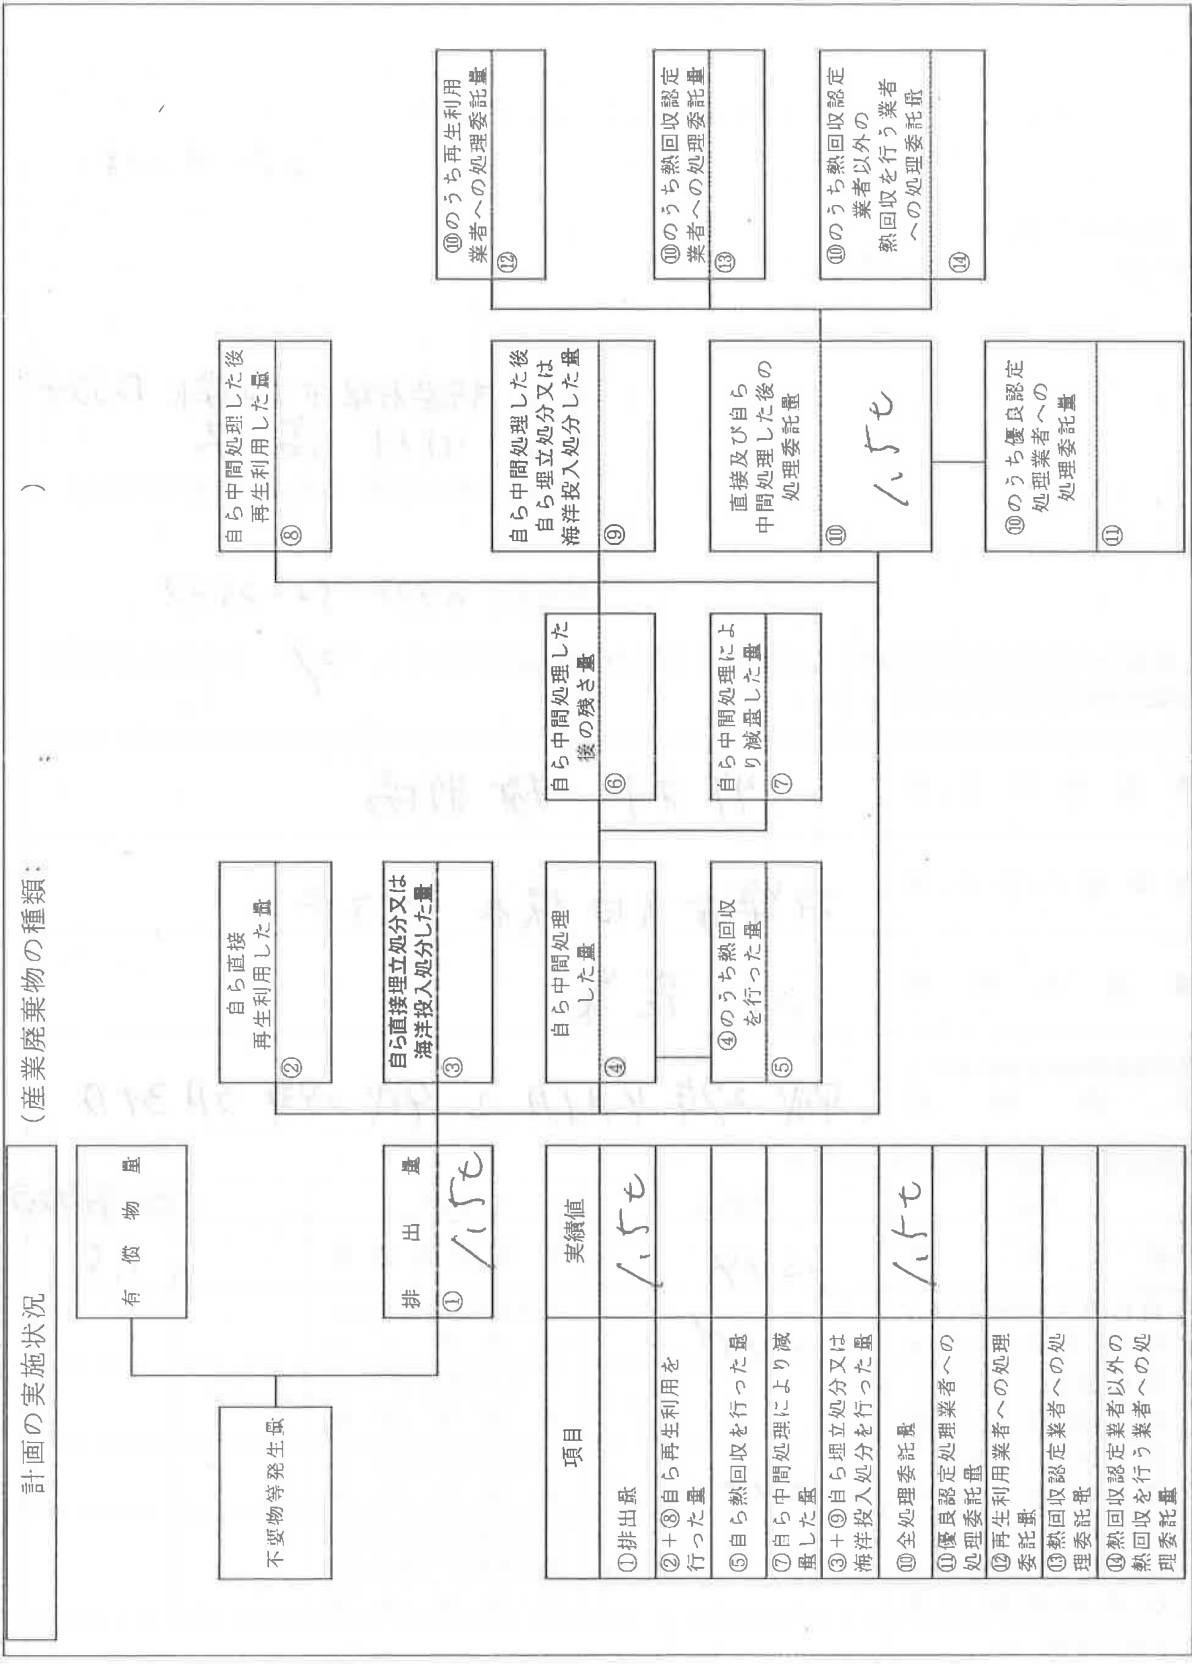 計画の実施状況
(産業廃棄物の種類:                    )
不要物等発生量
有償物量
排出量
① 1.5t
自ら直接
再生利用した量
②
自ら直接埋立処分又は
海洋投入処分した量
③
自ら中間処理
した量
④
④のうち熱回収
を行った量
⑤
自ら中間処理した
後の残さ量
⑥
自ら中間処理によ
り減量した量
⑦
自ら中間処理した後
再生利用した量
⑧
自ら中間処理した後
自ら埋立処分又は
海洋投入処分した量
⑨
直接及び自ら
中間処理した後の
処理委託量
⑩ 1.5t
⑩のうち優良認定
処理業者への
処理委託量
⑪
⑩のうち再生利用
業者への処理委託量
⑫
⑩のうち熱回収認定
業者への処理委託量
⑬
⑩のうち熱回収認定
業者以外の
熱回収を行う業者
への処理委託量
⑭
項目 実績値
①排出量 1.5t
②+⑧自ら再生利用を
行った量
⑤自ら熱回収を行った量
⑦自ら中間処理により減
量した量
③+⑨自ら埋立処分又は
海洋投入処分を行った量
⑩全処理委託量 1.5t
⑪優良認定処理業者への
処理委託量
⑫再生利用業者への処理
委託量
⑬熱回収認定業者への処
理委託量
⑭熱回収認定業者以外の
熱回収を行う業者への処
理委託量